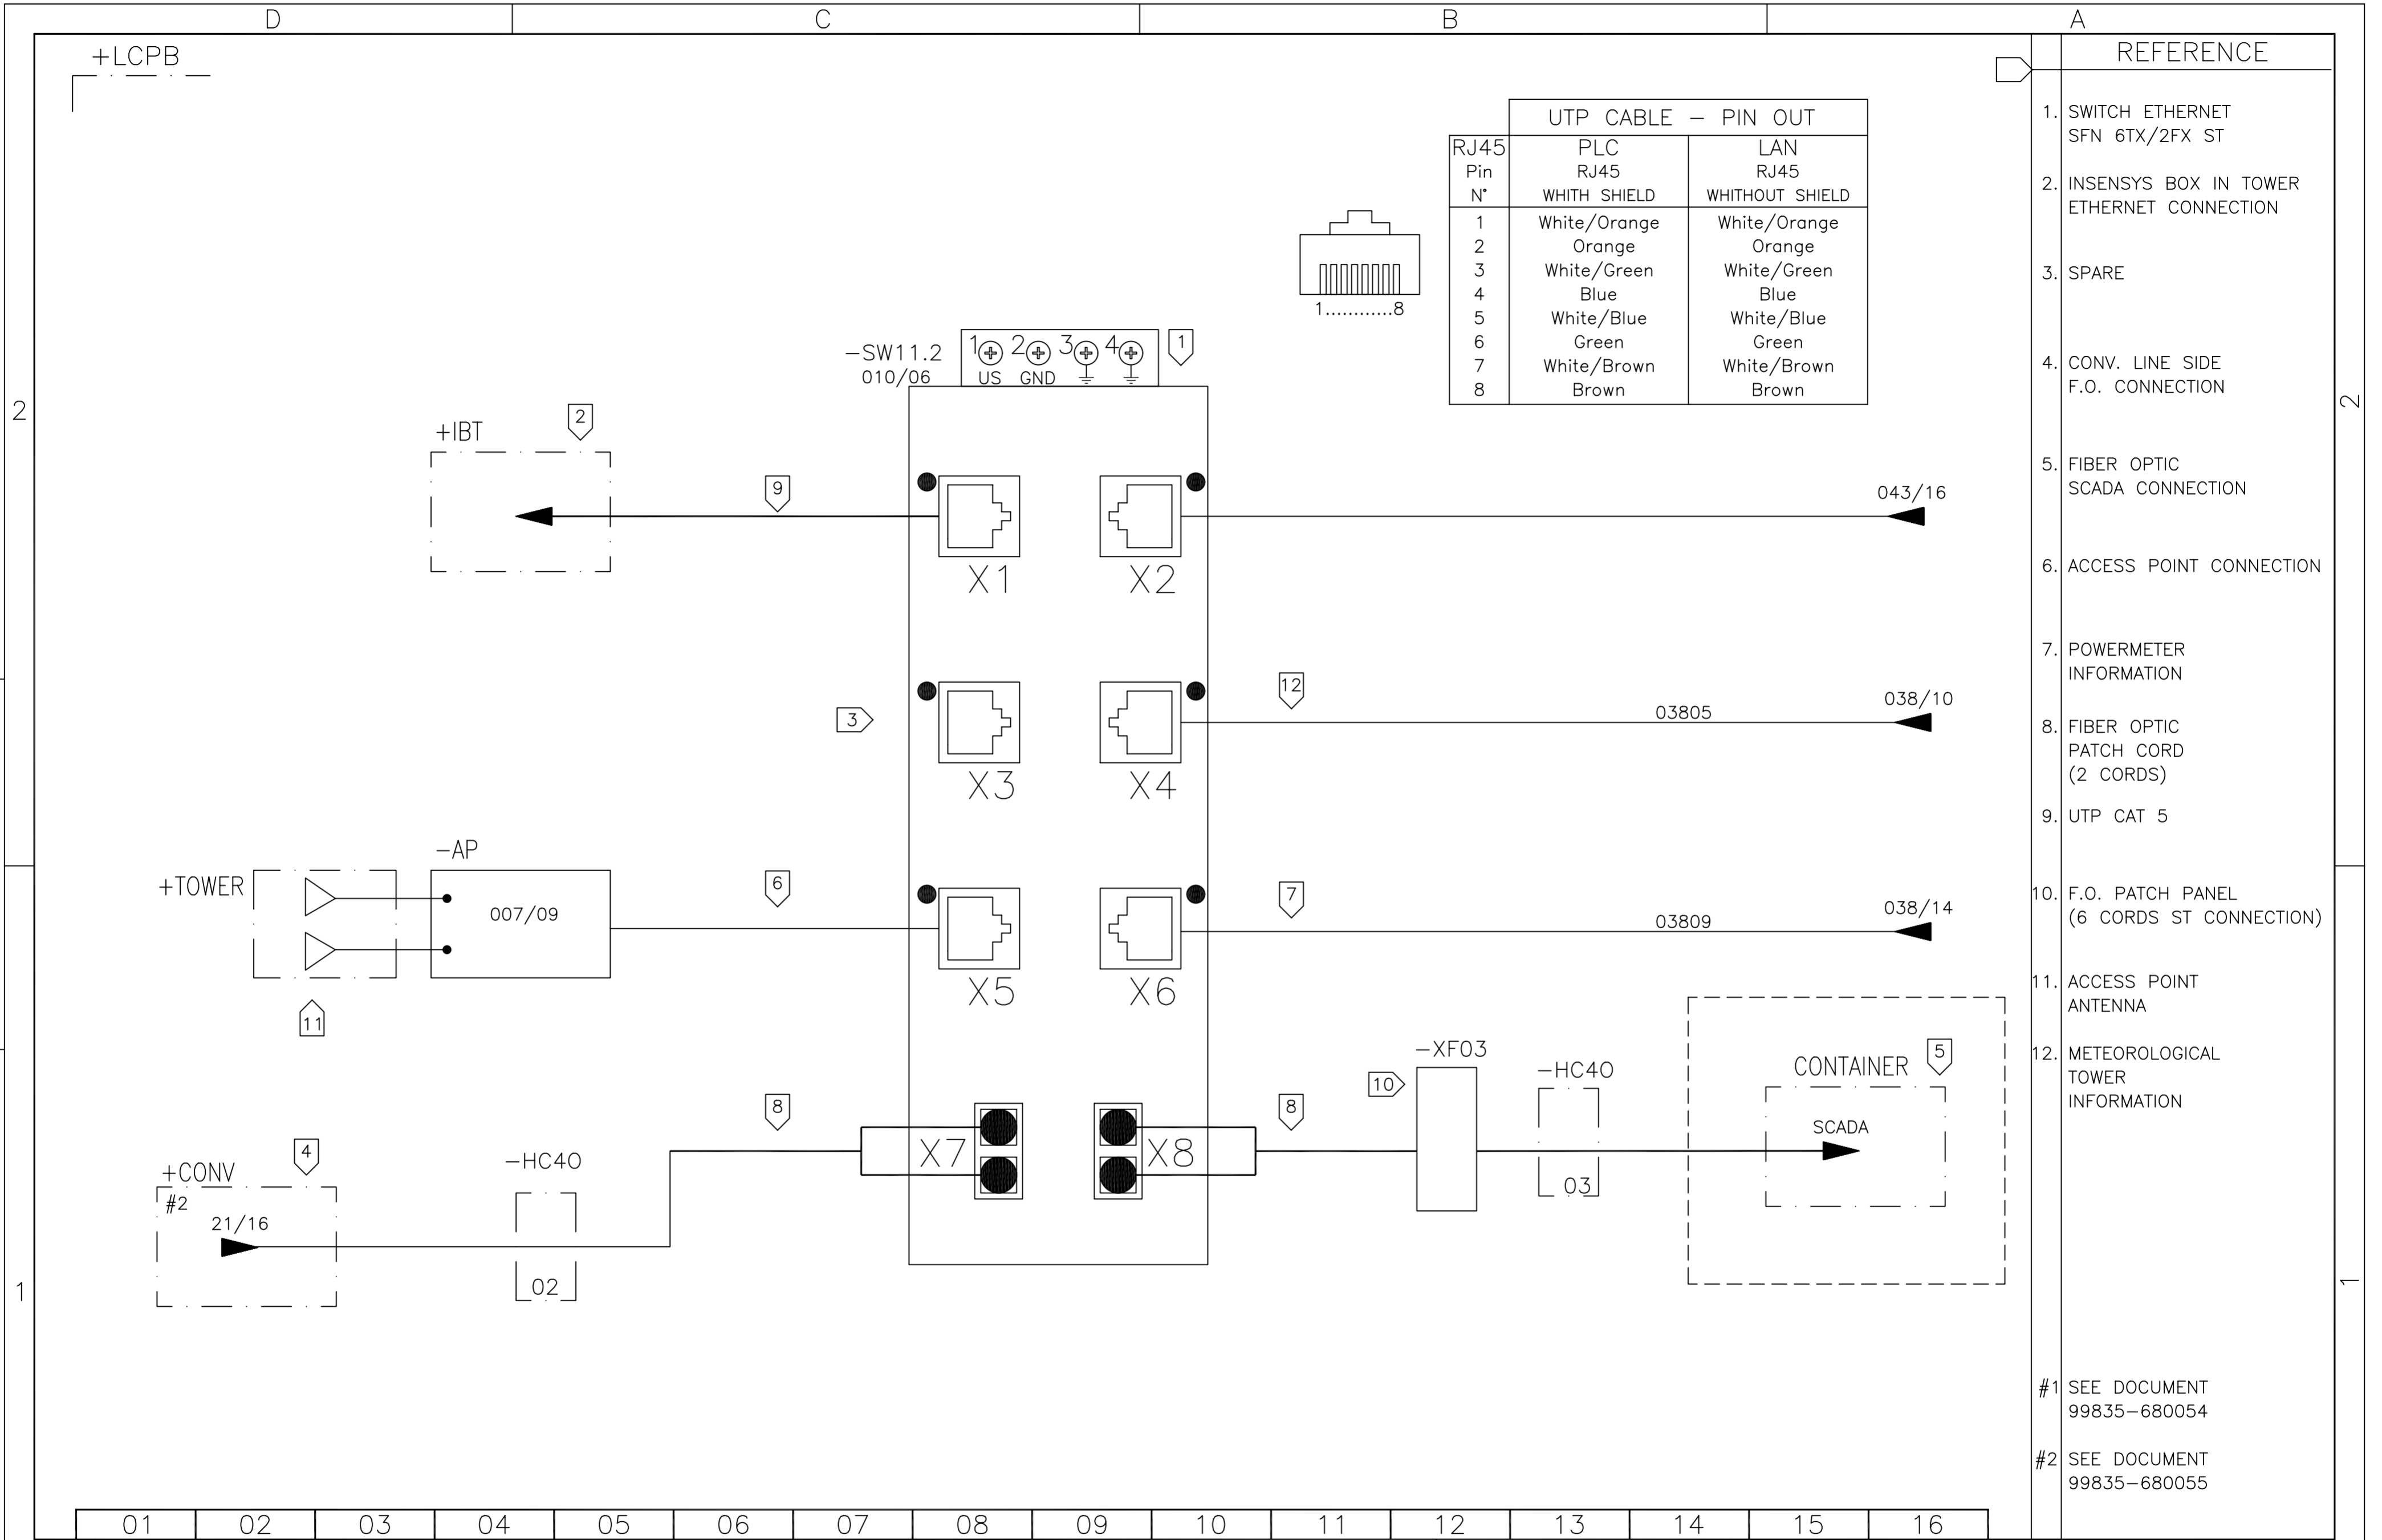 D C B A
+LCPB
REFERENCE
1. SWITCH ETHERNET
SFN 6TX/2FX ST
2. INSENSYS BOX IN TOWER
ETHERNET CONNECTION
3. SPARE
4. CONV. LINE SIDE
F.O. CONNECTION
5. FIBER OPTIC
SCADA CONNECTION
6. ACCESS POINT CONNECTION
7. POWERMETER
INFORMATION
8. FIBER OPTIC
PATCH CORD
(2 CORDS)
9. UTP CAT 5
10. F.O. PATCH PANEL
(6 CORDS ST CONNECTION)
11. ACCESS POINT
ANTENNA
12. METEOROLOGICAL
TOWER
INFORMATION
#1 SEE DOCUMENT
99835-680054
#2 SEE DOCUMENT
99835-680055
UTP CABLE - PIN OUT
RJ45 PLC LAN
Pin RJ45 RJ45
N° WHITH SHIELD WHITHOUT SHIELD
1 White/Orange White/Orange
2 Orange Orange
3 White/Green White/Green
4 Blue Blue
5 White/Blue White/Blue
6 Green Green
7 White/Brown White/Brown
8 Brown Brown
1............8
-SW11.2
010/06
1 2 3 4
US GND
1
2 2
+IBT
2
9
043/16
X1 X2
3
12
03805
038/10
X3 X4
-AP
+TOWER
007/09
6
7
03809
038/14
11
X5 X6
-XF03
10
-HC40
03
CONTAINER
5
SCADA
8
8
X7 X8
4
+CONV
#2
21/16
-HC40
02
1 1
01 02 03 04 05 06 07 08 09 10 11 12 13 14 15 16